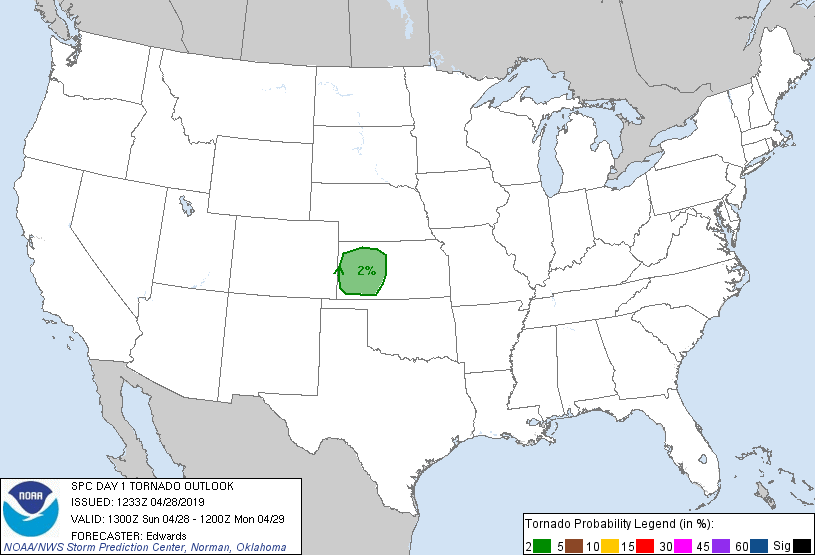 2%
NOAA
SPC DAY 1 TORNADO OUTLOOK
ISSUED: 1233Z 04/28/2019
VALID: 1300Z Sun 04/28 - 1200Z Mon 04/29
FORECASTER: Edwards
NOAA/NWS Storm Prediction Center, Norman, Oklahoma
Tornado Probability Legend (in %):
2 5 10 15 30 45 60 Sig